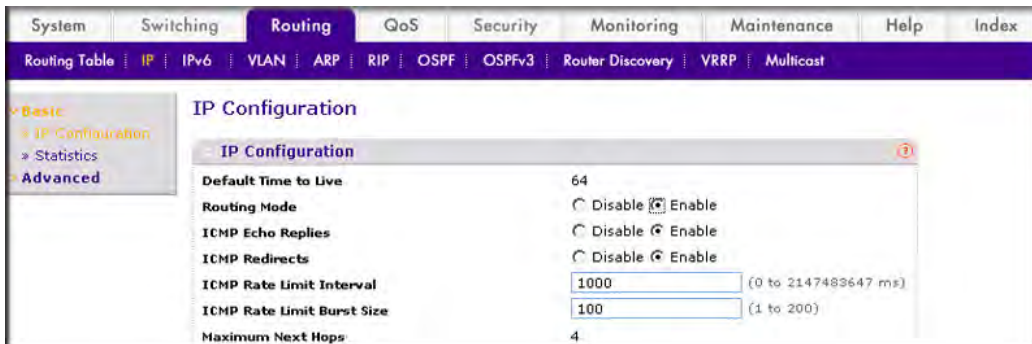 System Switching Routing QoS Security Monitoring Maintenance Help Index
Routing Table IP IPv6 VLAN ARP RIP OSPF OSPFv3 Router Discovery VRRP Multicast
Basic
» IP Configuration
» Statistics
Advanced
IP Configuration
IP Configuration ?
Default Time to Live 64
Routing Mode Disable Enable
ICMP Echo Replies Disable Enable
ICMP Redirects Disable Enable
ICMP Rate Limit Interval 1000 (0 to 2147483647 ms)
ICMP Rate Limit Burst Size 100 (1 to 200)
Maximum Next Hops 4